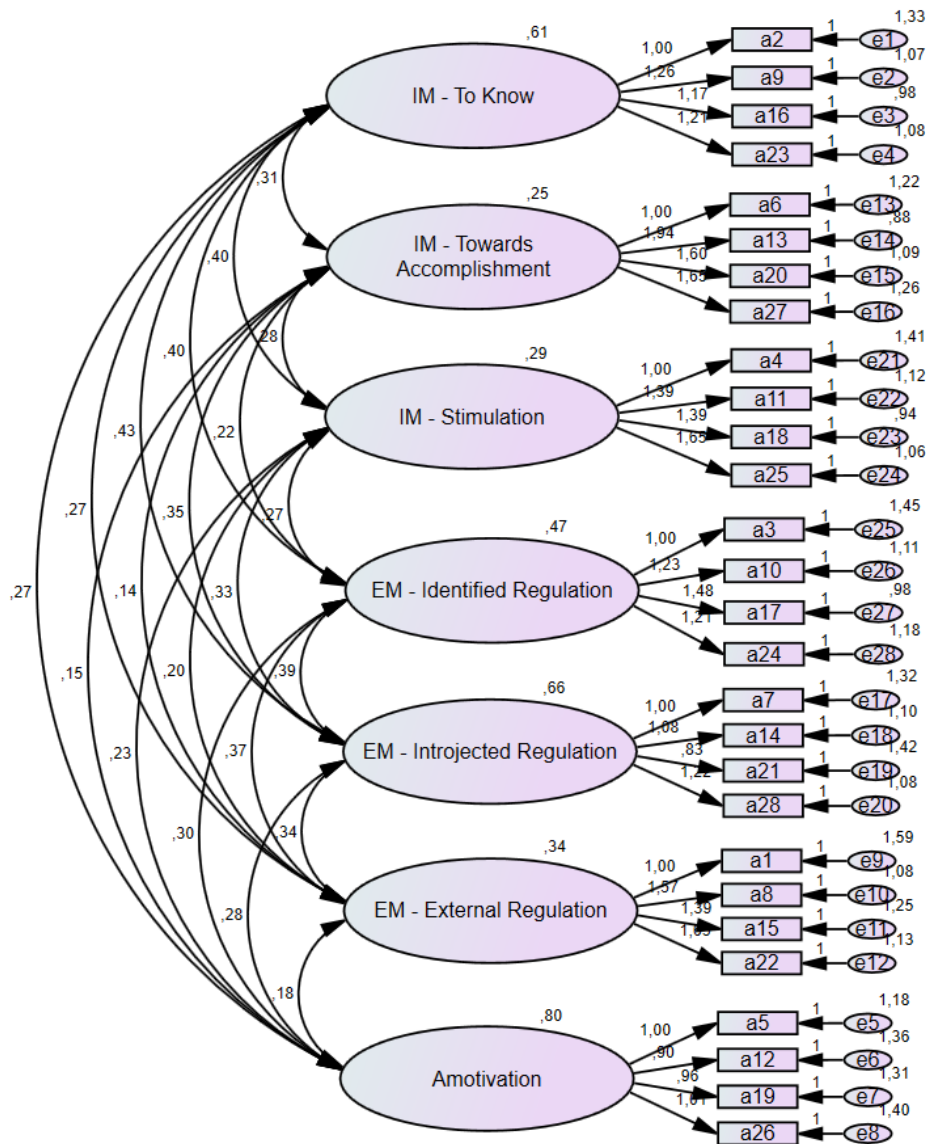 ,61
IM - To Know
1,00
1,26
1,17
1,21
a2
a9
a16
a23
1
1
1
1
e1
e2
e3
e4
1,33
1,07
,98
1,08
,31
,25
IM - Towards
Accomplishment
1,00
1,94
1,60
1,65
a6
a13
a20
a27
1
1
1
1
e13
e14
e15
e16
1,22
,88
1,09
1,26
,40
,28
,29
IM - Stimulation
1,00
1,39
1,39
1,65
a4
a11
a18
a25
1
1
1
1
e21
e22
e23
e24
1,41
1,12
,94
1,06
,40
,22
,27
,47
EM - Identified Regulation
1,00
1,23
1,48
1,21
a3
a10
a17
a24
1
1
1
1
e25
e26
e27
e28
1,45
1,11
,98
1,18
,43
,35
,33
,39
,66
EM - Introjected Regulation
1,00
1,08
,83
1,22
a7
a14
a21
a28
1
1
1
1
e17
e18
e19
e20
1,32
1,10
1,42
1,08
,27
,14
,20
,37
,34
,34
EM - External Regulation
1,00
1,57
1,39
a1
a8
a15
a22
1
1
1
1
e9
e10
e11
e12
1,59
1,08
1,25
1,13
,27
,15
,23
,30
,28
,18
,80
Amotivation
1,00
,90
,96
1,01
a5
a12
a19
a26
1
1
1
1
e5
e6
e7
e8
1,18
1,36
1,31
1,40